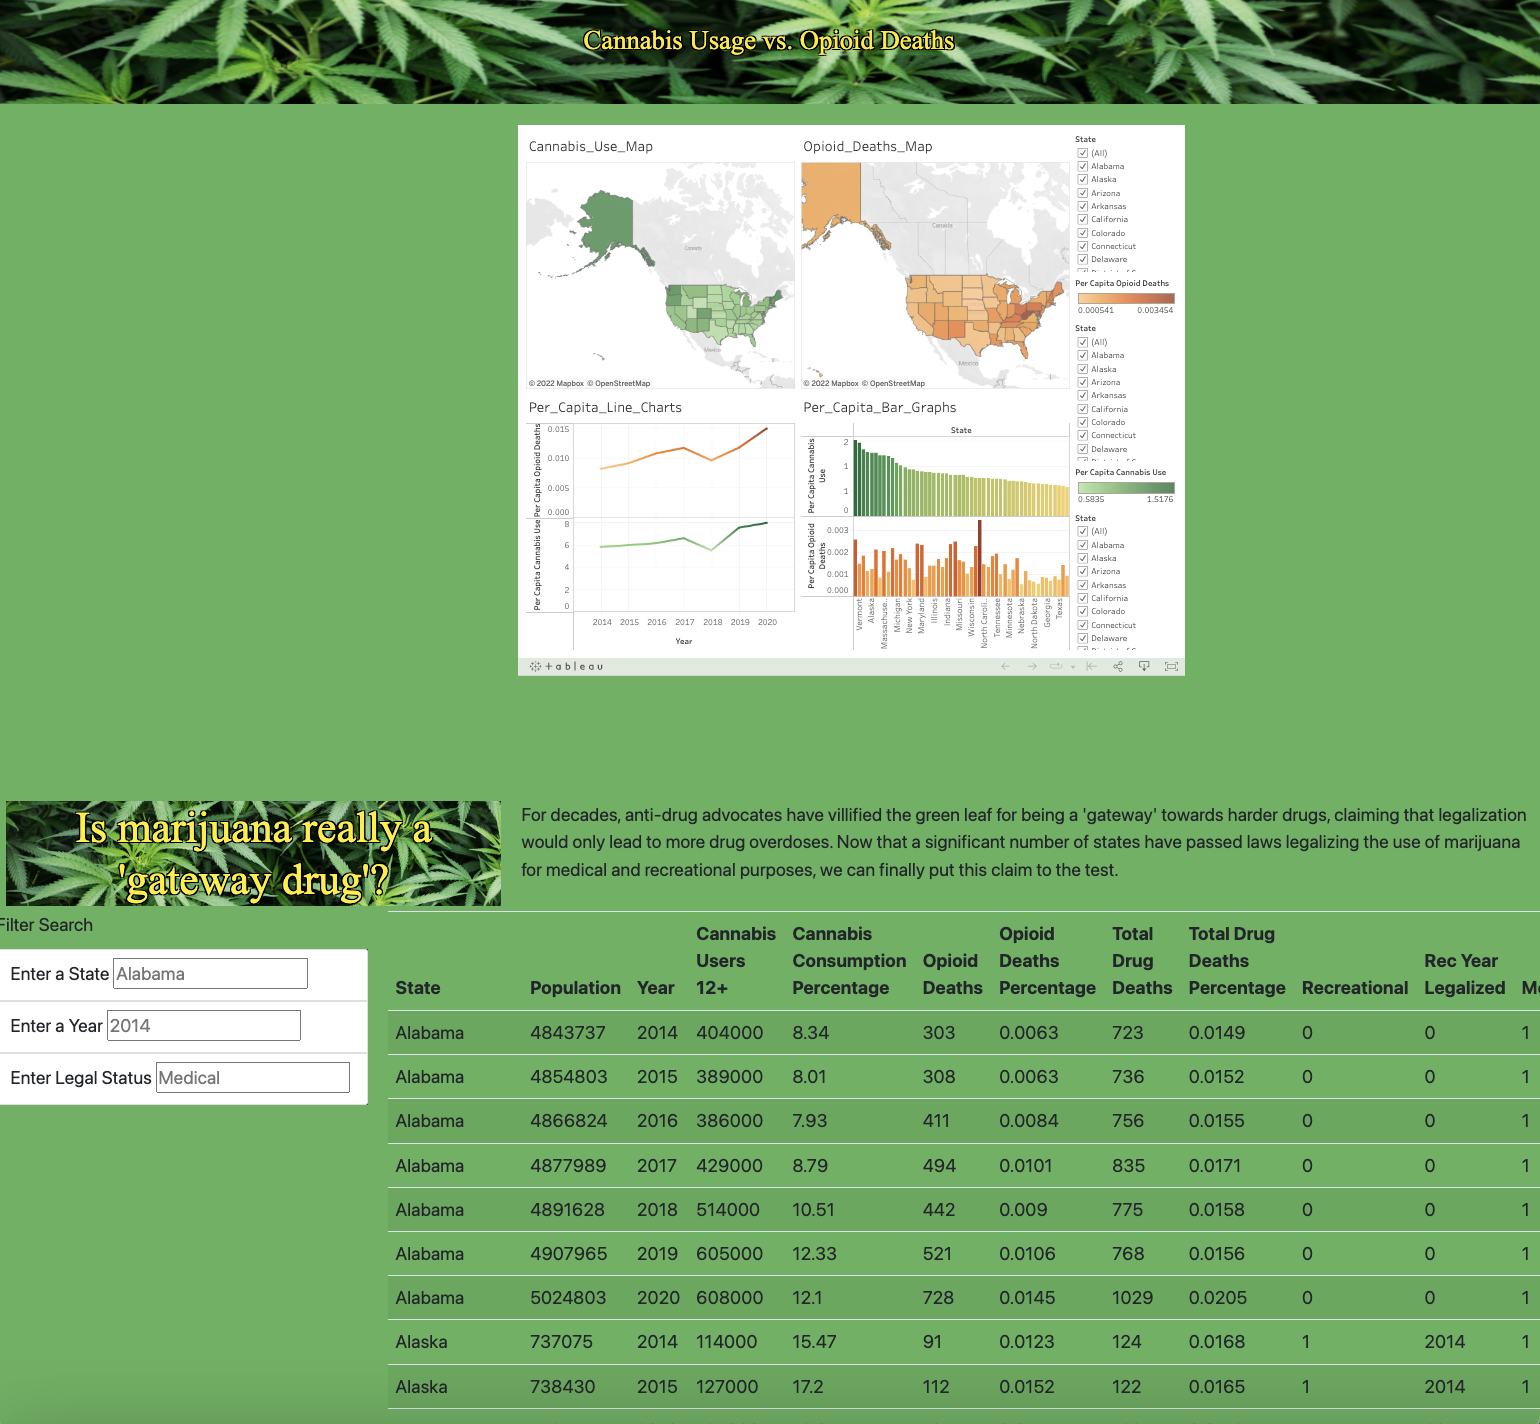 Cannabis Usage vs. Opioid Deaths
Cannabis_Use_Map
Canada
Mexico
© 2022 Mapbox © OpenStreetMap
Opioid_Deaths_Map
Canada
Mexico
© 2022 Mapbox © OpenStreetMap
State
(All)
Alabama
Alaska
Arizona
Arkansas
California
Colorado
Connecticut
Delaware
Per Capita Opioid Deaths
0.000541 0.003454
State
(All)
Alabama
Alaska
Arizona
Arkansas
California
Colorado
Connecticut
Delaware
Per Capita Cannabis Use
0.5835 1.5176
State
(All)
Alabama
Alaska
Arizona
Arkansas
California
Colorado
Connecticut
Delaware
Per_Capita_Line_Charts
Per Capita Opioid Deaths
0.015
0.010
0.005
0.000
Per Capita Cannabis Use
8
6
4
2
0
2014 2015 2016 2017 2018 2019 2020
Year
Per_Capita_Bar_Graphs
State
Per Capita Cannabis
Use
2
1
1
0
Per Capita Opioid
Deaths
0.003
0.002
0.001
0.000
Vermont
Alaska
Massachuse..
Michigan
New York
Maryland
Illinois
Indiana
Missouri
Wisconsin
North Caroli..
Tennessee
Minnesota
Nebraska
North Dakota
Georgia
Texas
+ableau
Is marijuana really a
'gateway drug'?
For decades, anti-drug advocates have villified the green leaf for being a 'gateway' towards harder drugs, claiming that legalization
would only lead to more drug overdoses. Now that a significant number of states have passed laws legalizing the use of marijuana
for medical and recreational purposes, we can finally put this claim to the test.
Filter Search
Enter a State Alabama
Enter a Year 2014
Enter Legal Status Medical
State Population Year Cannabis Users 12+ Cannabis Consumption Percentage Opioid Deaths Opioid Deaths Percentage Total Drug Deaths Total Drug Deaths Percentage Recreational Rec Year Legalized
Alabama 4843737 2014 404000 8.34 303 0.0063 723 0.0149 0 0 1
Alabama 4854803 2015 389000 8.01 308 0.0063 736 0.0152 0 0 1
Alabama 4866824 2016 386000 7.93 411 0.0084 756 0.0155 0 0 1
Alabama 4877989 2017 429000 8.79 494 0.0101 835 0.0171 0 0 1
Alabama 4891628 2018 514000 10.51 442 0.009 775 0.0158 0 0 1
Alabama 4907965 2019 605000 12.33 521 0.0106 768 0.0156 0 0 1
Alabama 5024803 2020 608000 12.1 728 0.0145 1029 0.0205 0 0 1
Alaska 737075 2014 114000 15.47 91 0.0123 124 0.0168 1 2014 1
Alaska 738430 2015 127000 17.2 112 0.0152 122 0.0165 1 2014 1